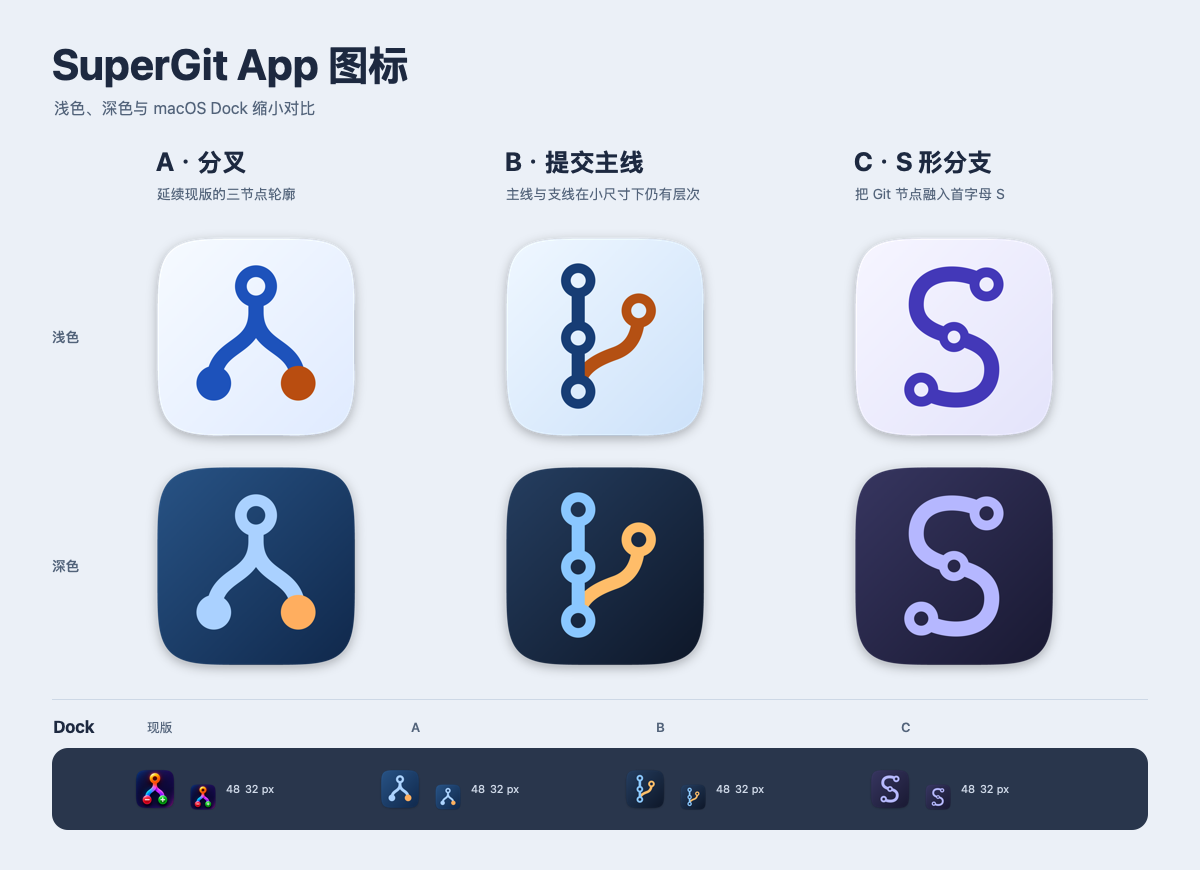 SuperGit App 图标
浅色、深色与 macOS Dock 缩小对比
A · 分叉
延续现版的三节点轮廓
B · 提交主线
主线与支线在小尺寸下仍有层次
C · S 形分支
把 Git 节点融入首字母 S
浅色
深色
Dock
现版
A
B
C
48 32 px
48 32 px
48 32 px
48 32 px